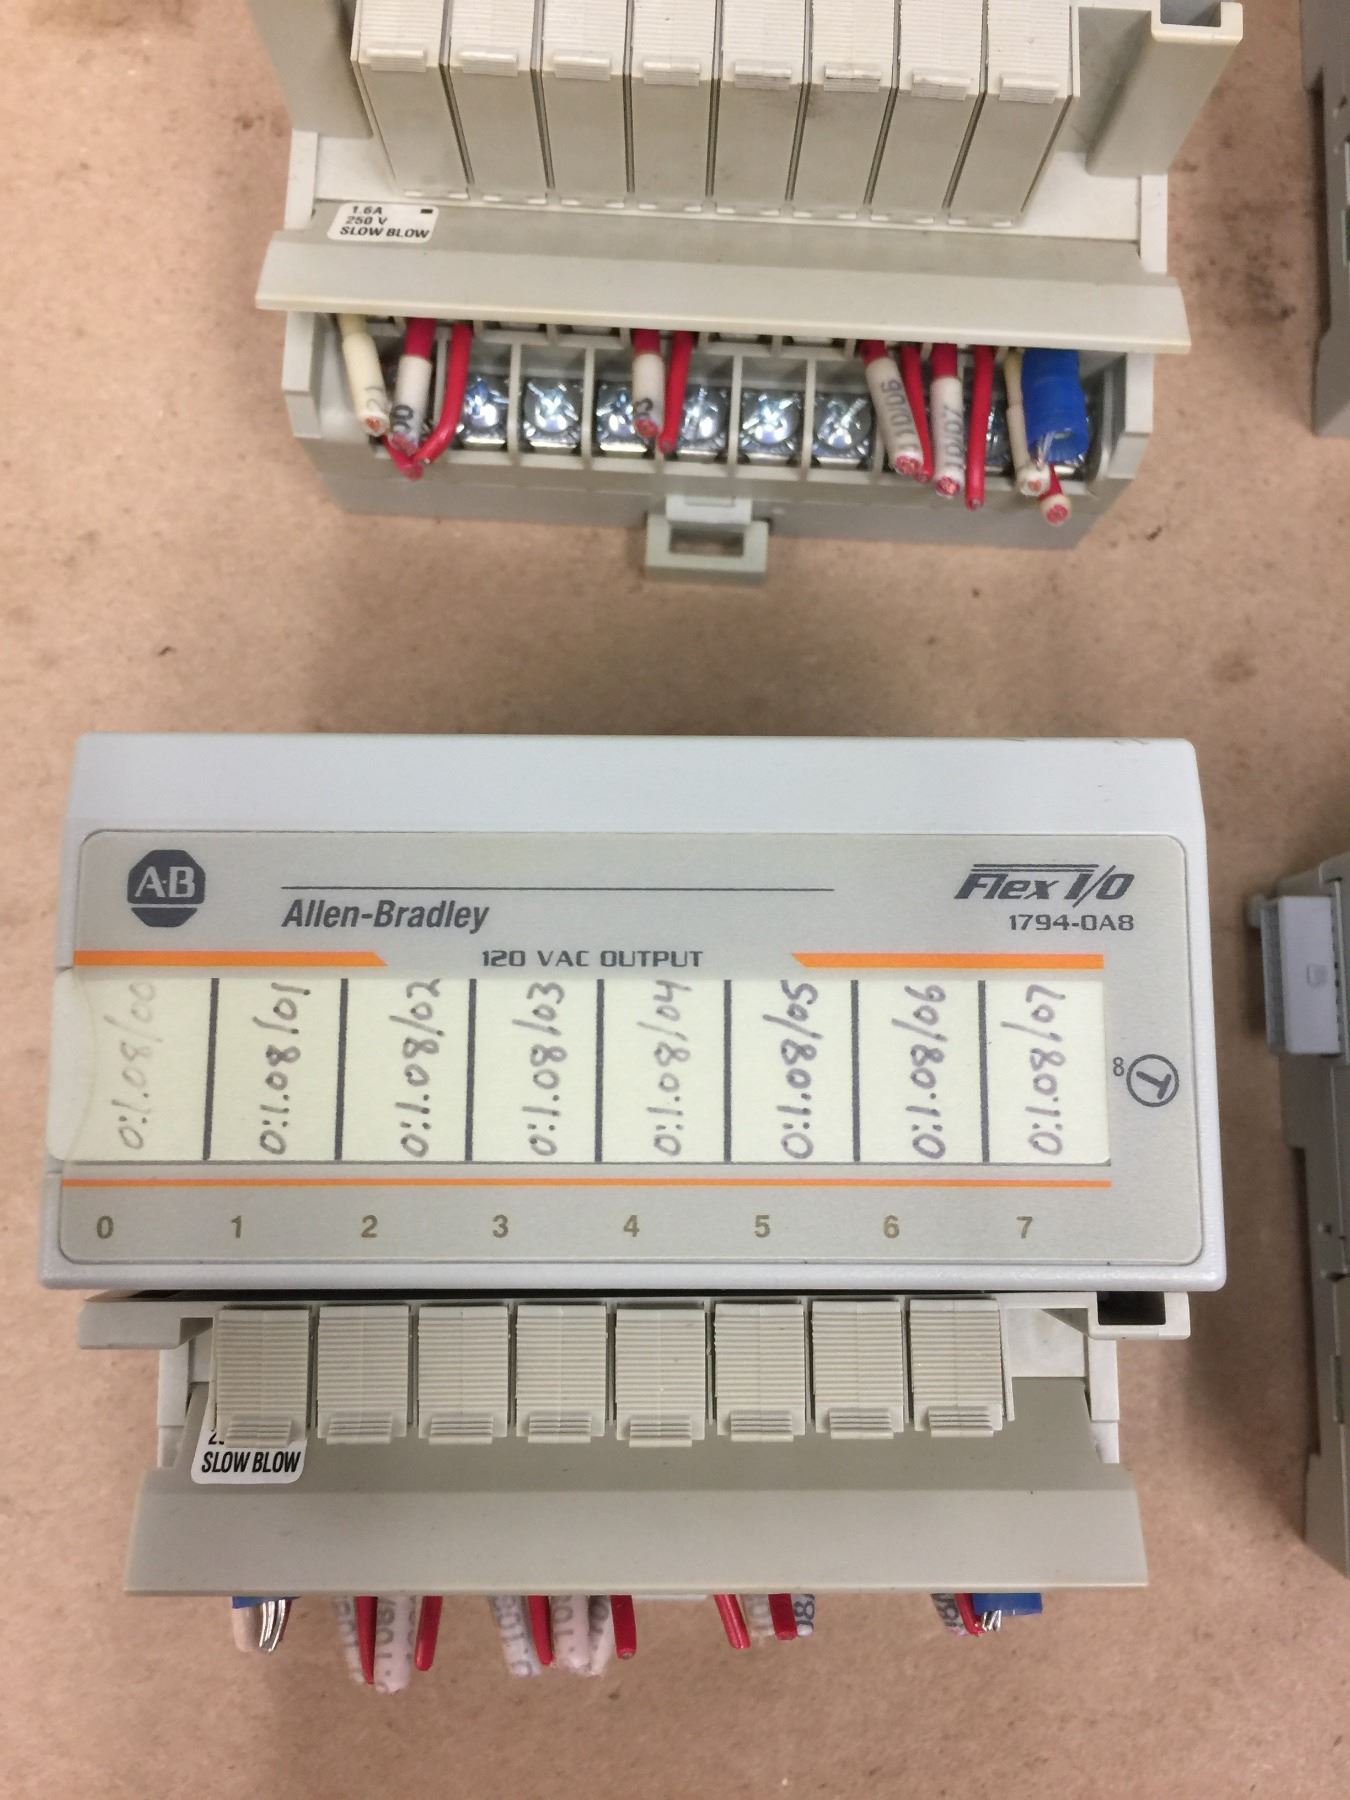 1.6A
250 V
SLOW BLOW
A-B
Allen-Bradley
Flex I/O
1794-OA8
120 VAC OUTPUT
O:1.08/00
O:1.08/01
O:1.08/02
O:1.08/03
O:1.08/04
O:1.08/05
O:1.08/06
O:1.08/07
T
8
0 1 2 3 4 5 6 7
SLOW BLOW